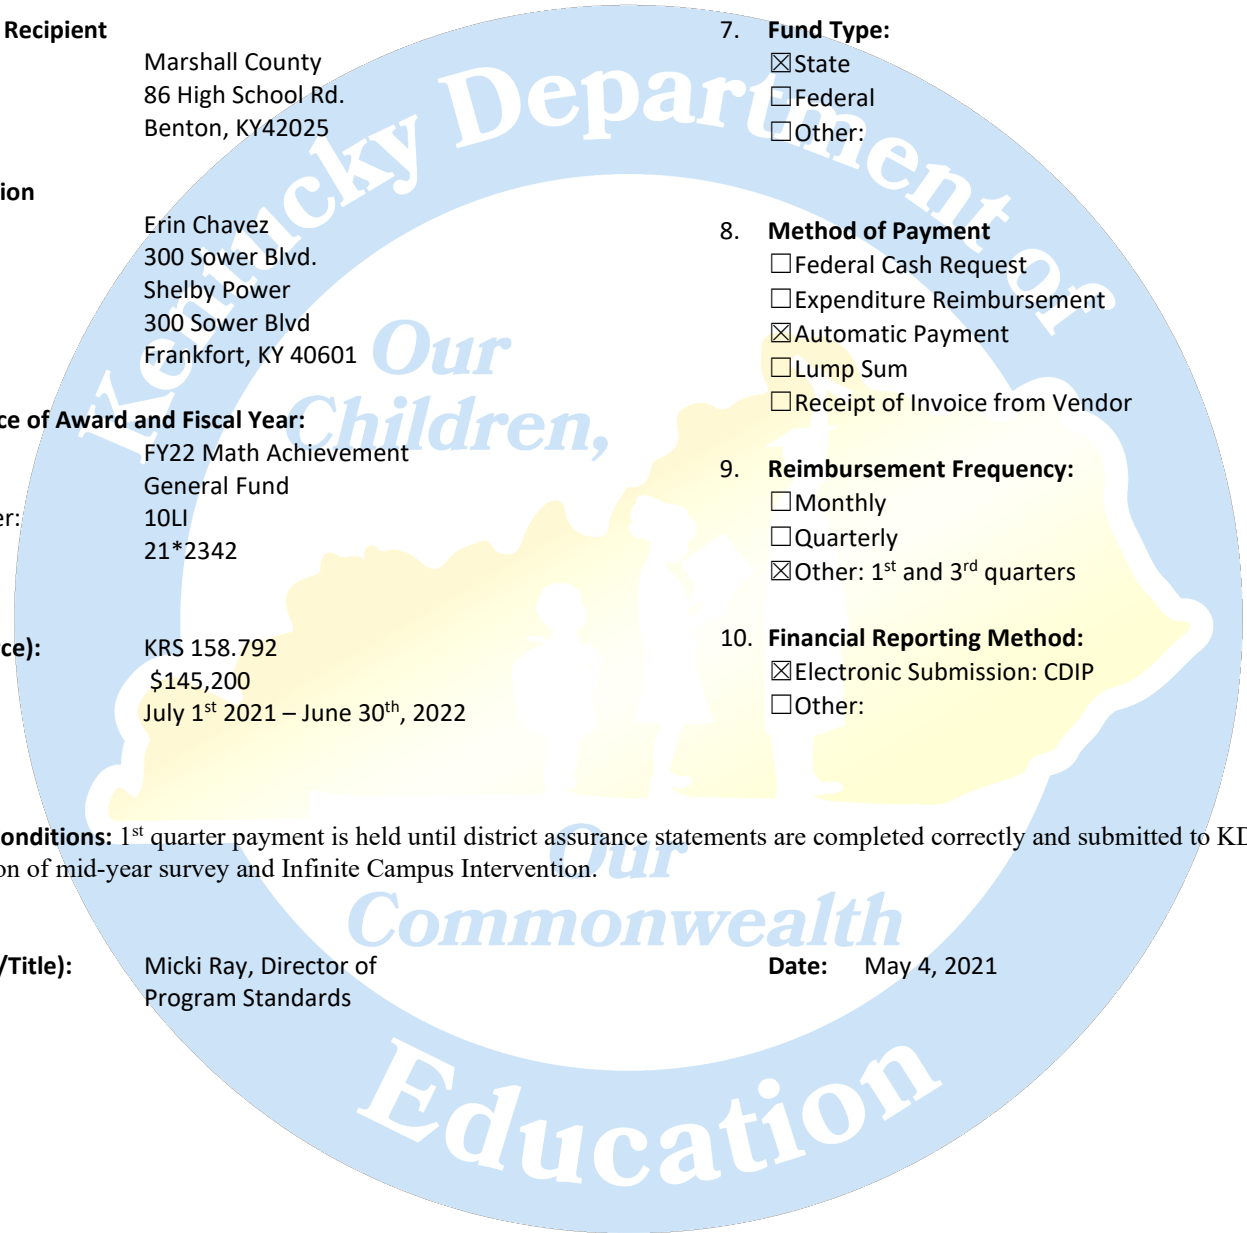 Recipient
Marshall County
86 High School Rd.
Benton, KY42025
tion
Erin Chavez
300 Sower Blvd.
Shelby Power
300 Sower Blvd
Frankfort, KY 40601
ce of Award and Fiscal Year:
FY22 Math Achievement
General Fund
er: 10LI
21*2342
rce): KRS 158.792
$145,200
July 1st 2021 – June 30th, 2022
7. Fund Type:
☒State
☐Federal
☐Other:
8. Method of Payment
☐Federal Cash Request
☐Expenditure Reimbursement
☒Automatic Payment
☐Lump Sum
☐Receipt of Invoice from Vendor
9. Reimbursement Frequency:
☐Monthly
☐Quarterly
☒Other: 1st and 3rd quarters
10. Financial Reporting Method:
☒Electronic Submission: CDIP
☐Other:
onditions: 1st quarter payment is held until district assurance statements are completed correctly and submitted to KD
on of mid-year survey and Infinite Campus Intervention.
/Title): Micki Ray, Director of
Program Standards
Date: May 4, 2021
Kentucky Department of
Education
Our
Children,
Our
Commonwealth